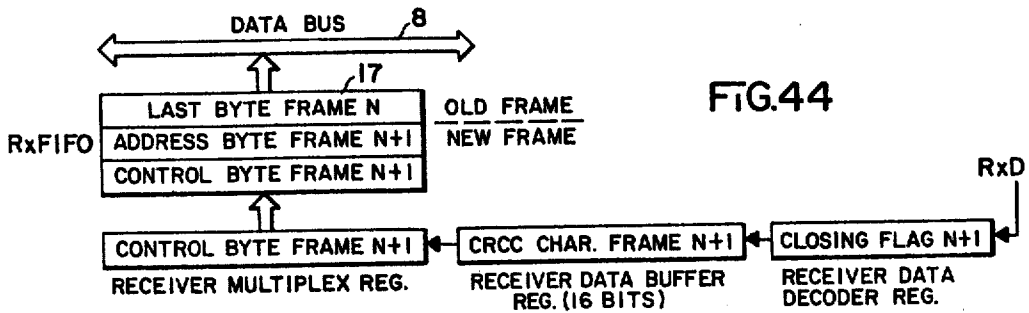 DATA BUS
8
17
LAST BYTE FRAME N
OLD FRAME
FIG.44
RxFIFO
ADDRESS BYTE FRAME N+1
NEW FRAME
CONTROL BYTE FRAME N+1
RxD
CONTROL BYTE FRAME N+1
CRCC CHAR. FRAME N+1
CLOSING FLAG N+1
RECEIVER MULTIPLEX REG.
RECEIVER DATA BUFFER
REG. (16 BITS)
RECEIVER DATA
DECODER REG.